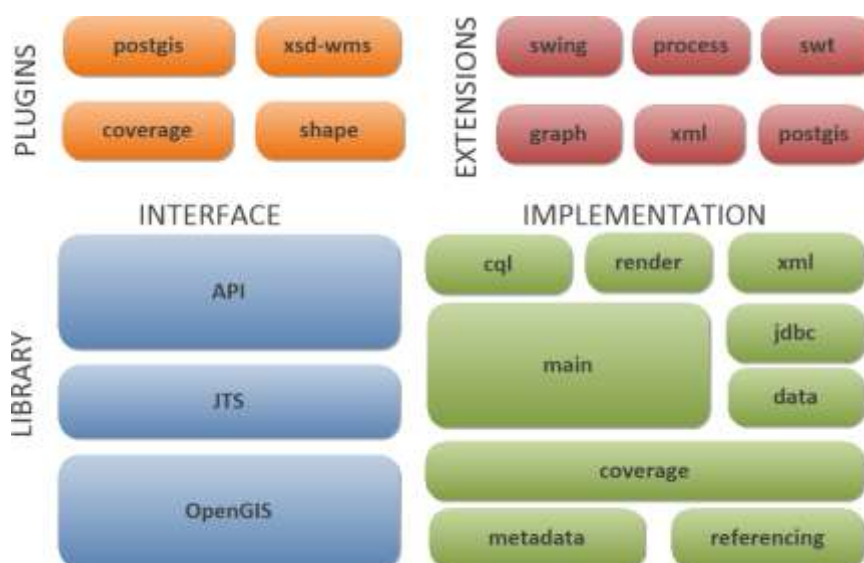 PLUGINS
postgis
xsd-wms
coverage
shape
EXTENSIONS
swing
process
swt
graph
xml
postgis
LIBRARY
INTERFACE
API
JTS
OpenGIS
IMPLEMENTATION
cql
render
xml
main
jdbc
data
coverage
metadata
referencing